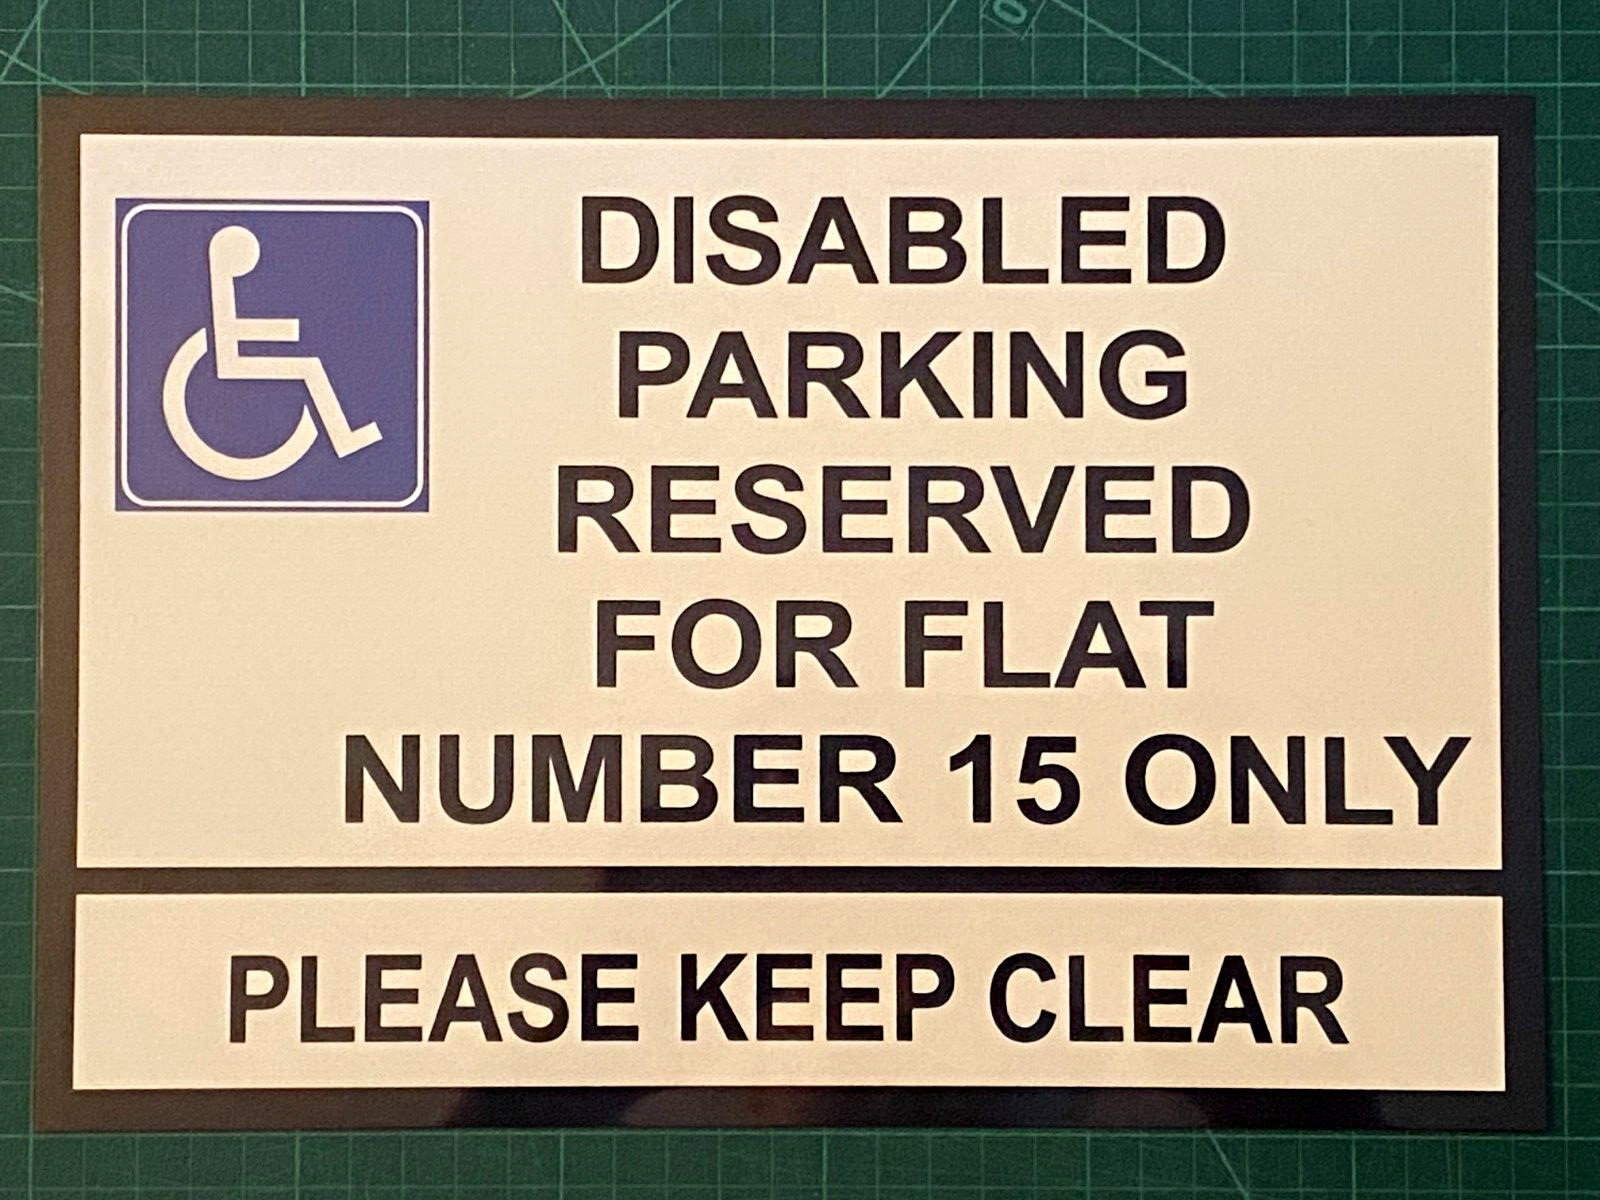 DISABLED
PARKING
RESERVED
FOR FLAT
NUMBER 15 ONLY
PLEASE KEEP CLEAR